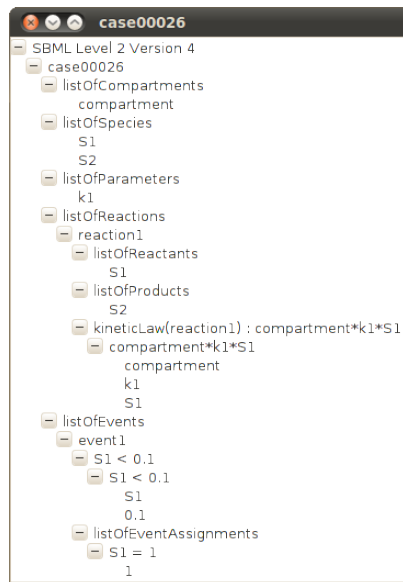 case00026
SBML Level 2 Version 4
case00026
listOfCompartments
compartment
listOfSpecies
S1
S2
listOfParameters
k1
listOfReactions
reaction1
listOfReactants
S1
listOfProducts
S2
kineticLaw(reaction1) : compartment*k1*S1
compartment*k1*S1
compartment
k1
S1
listOfEvents
event1
S1 < 0.1
S1 < 0.1
S1
0.1
listOfEventAssignments
S1 = 1
1